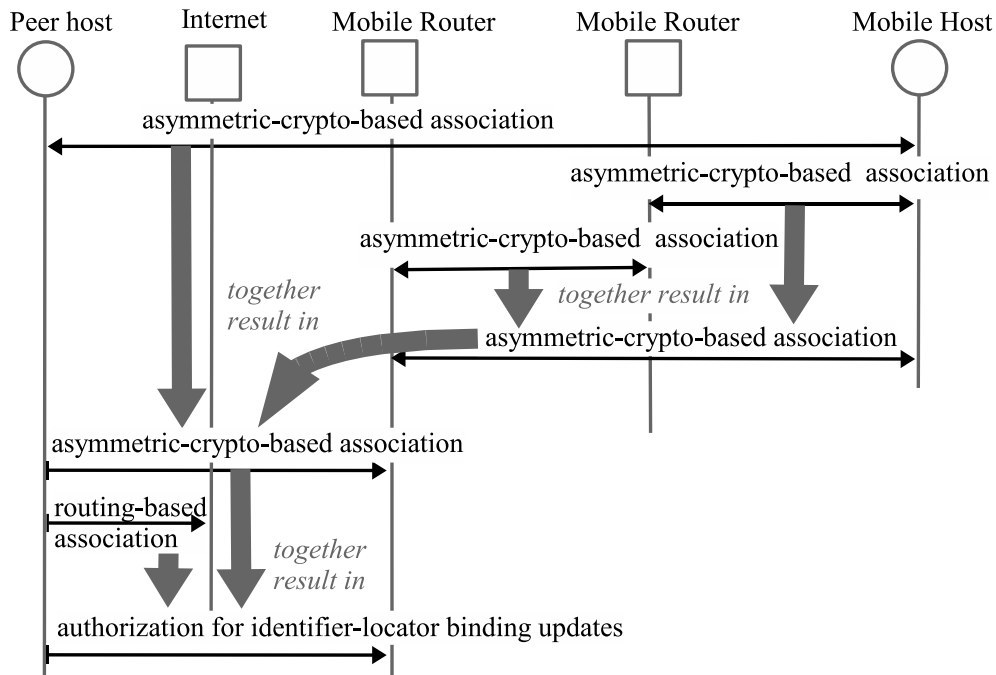 Peer host
Internet
Mobile Router
Mobile Router
Mobile Host
asymmetric-crypto-based association
asymmetric-crypto-based association
asymmetric-crypto-based association
together
result in
together result in
asymmetric-crypto-based association
asymmetric-crypto-based association
routing-based
association
together
result in
authorization for identifier-locator binding updates